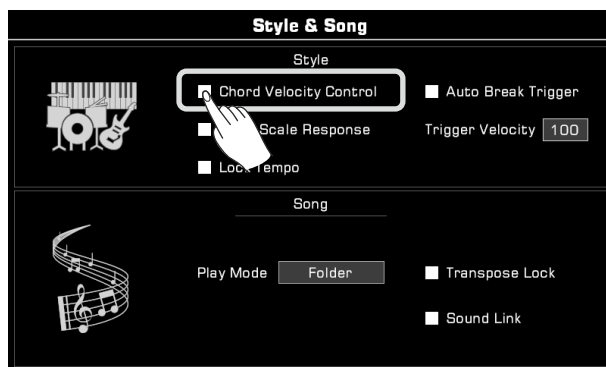 Style & Song
Style
Chord Velocity Control
Auto Break Trigger
Scale Response
Trigger Velocity 100
Lock Tempo
Song
Play Mode Folder
Transpose Lock
Sound Link